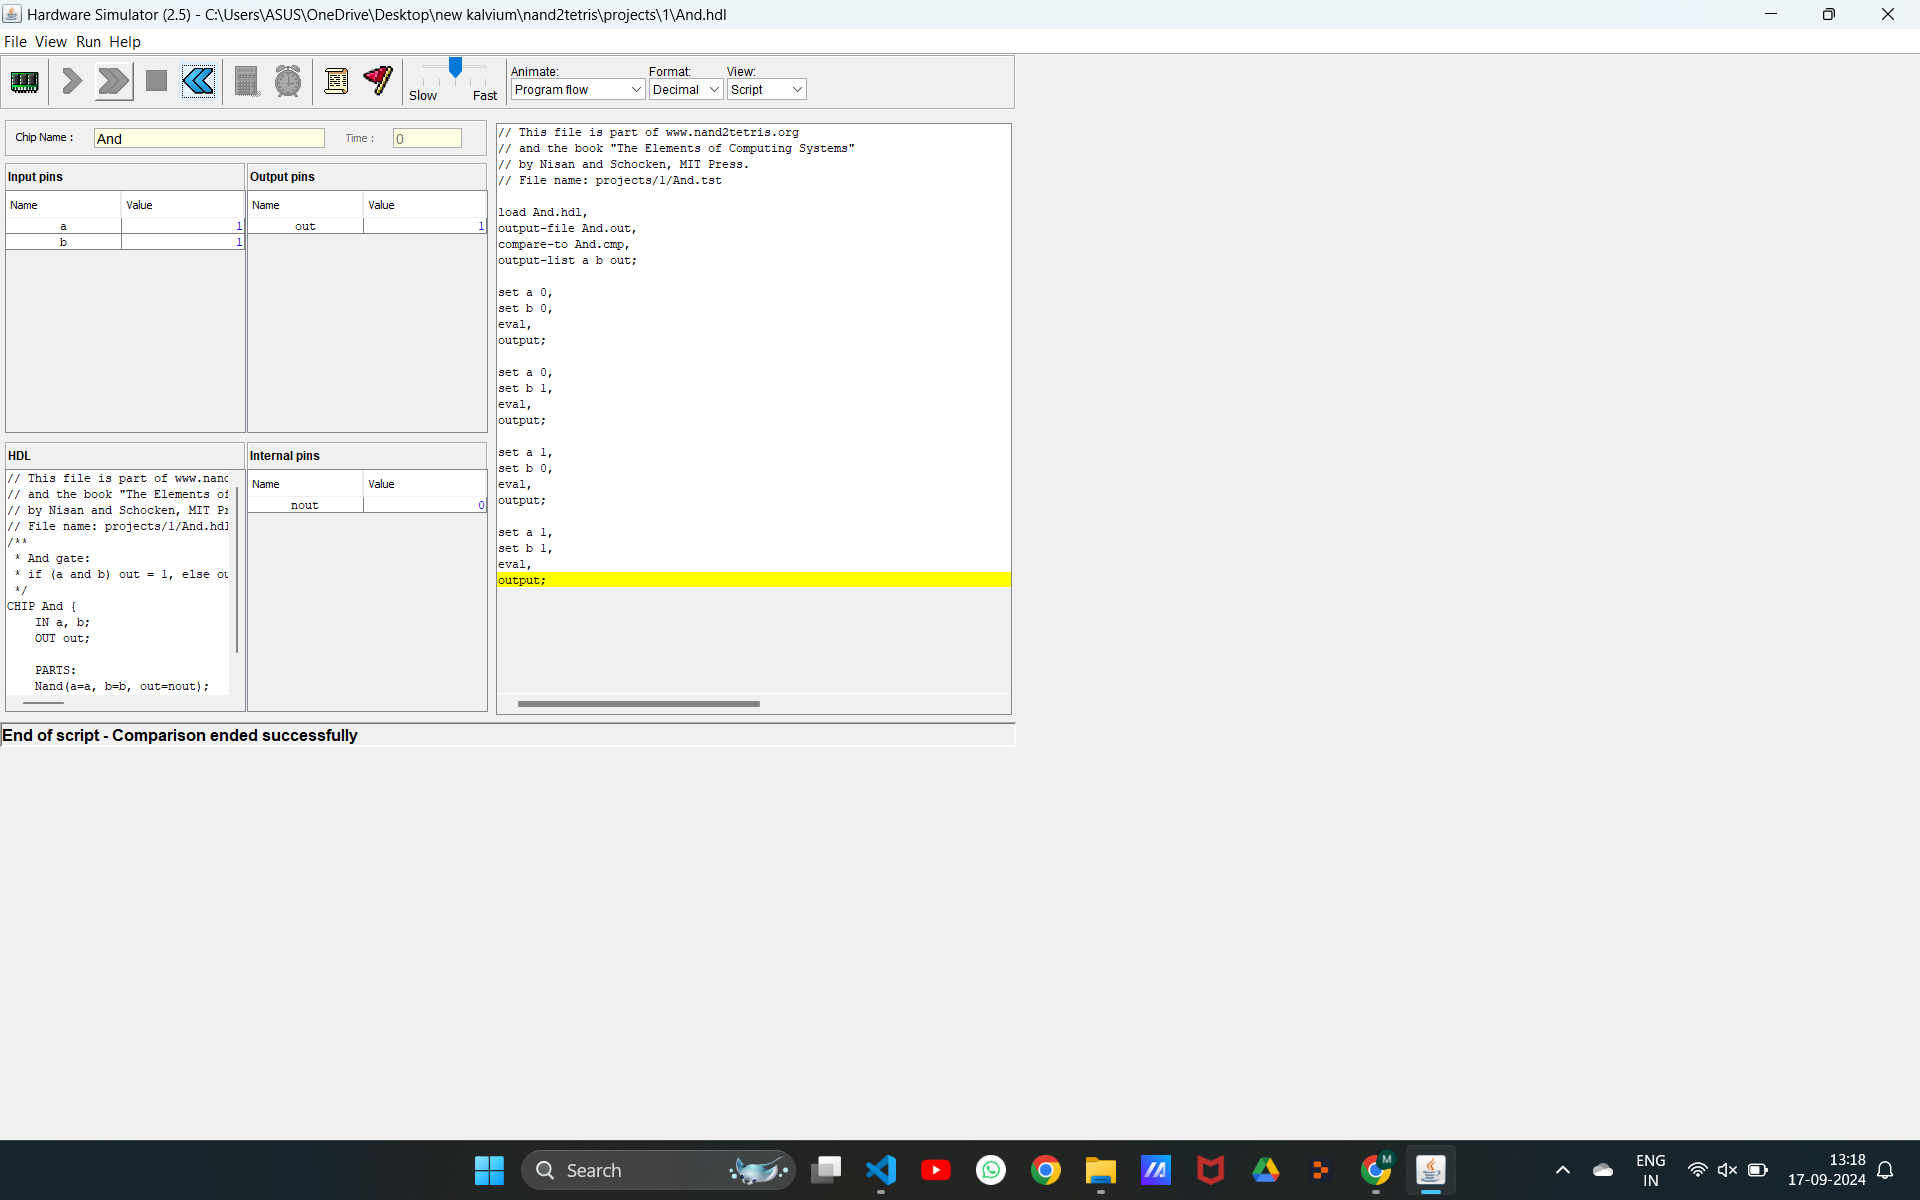 Hardware Simulator (2.5) - C:\Users\ASUS\OneDrive\Desktop\new kalvium\nand2tetris\projects\1\And.hdl
File View Run Help
Slow Fast
Animate: Format: View:
Program flow Decimal Script
Chip Name : And Time : 0
Input pins
Name Value
a 1
b 1
Output pins
Name Value
out 1
HDL
// This file is part of www.nand
// and the book "The Elements of
// by Nisan and Schocken, MIT Pr
// File name: projects/1/And.hdl
/**
* And gate:
* if (a and b) out = 1, else ou
*/
CHIP And {
IN a, b;
OUT out;
PARTS:
Nand(a=a, b=b, out=nout);
Internal pins
Name Value
nout 0
// This file is part of www.nand2tetris.org
// and the book "The Elements of Computing Systems"
// by Nisan and Schocken, MIT Press.
// File name: projects/1/And.tst
load And.hdl,
output-file And.out,
compare-to And.cmp,
output-list a b out;
set a 0,
set b 0,
eval,
output;
set a 0,
set b 1,
eval,
output;
set a 1,
set b 0,
eval,
output;
set a 1,
set b 1,
eval,
output;
End of script - Comparison ended successfully
Search
M
ENG
IN
13:18
17-09-2024